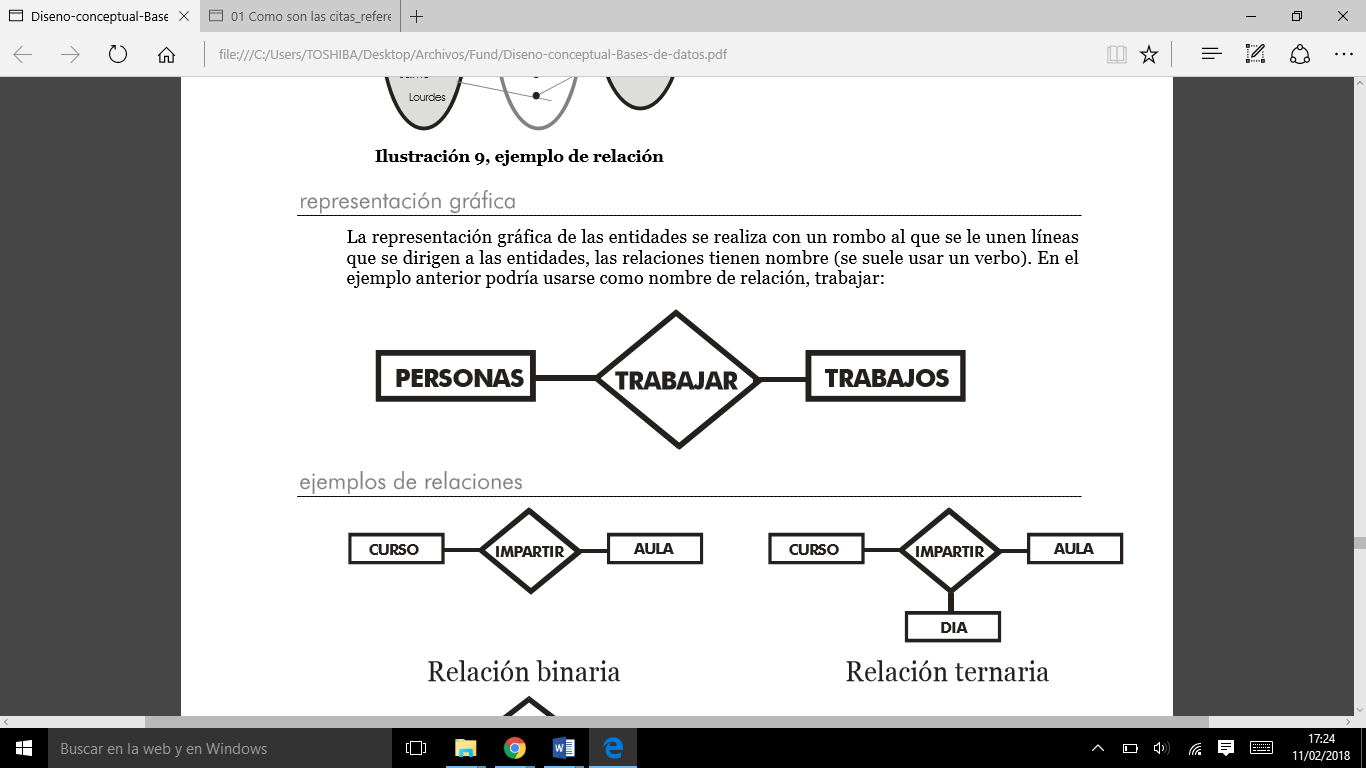 Diseno-conceptual-Base
01 Como son las citas_refere
file:///C:/Users/TOSHIBA/Desktop/Archivos/Fund/Diseno-conceptual-Bases-de-datos.pdf
Lourdes
Ilustración 9, ejemplo de relación
representación gráfica
La representación gráfica de las entidades se realiza con un rombo al que se le unen líneas
que se dirigen a las entidades, las relaciones tienen nombre (se suele usar un verbo). En el
ejemplo anterior podría usarse como nombre de relación, trabajar:
PERSONAS TRABAJAR TRABAJOS
ejemplos de relaciones
CURSO IMPARTIR AULA
CURSO IMPARTIR AULA
DIA
Relación binaria
Relación ternaria
Buscar en la web y en Windows
17:24
11/02/2018